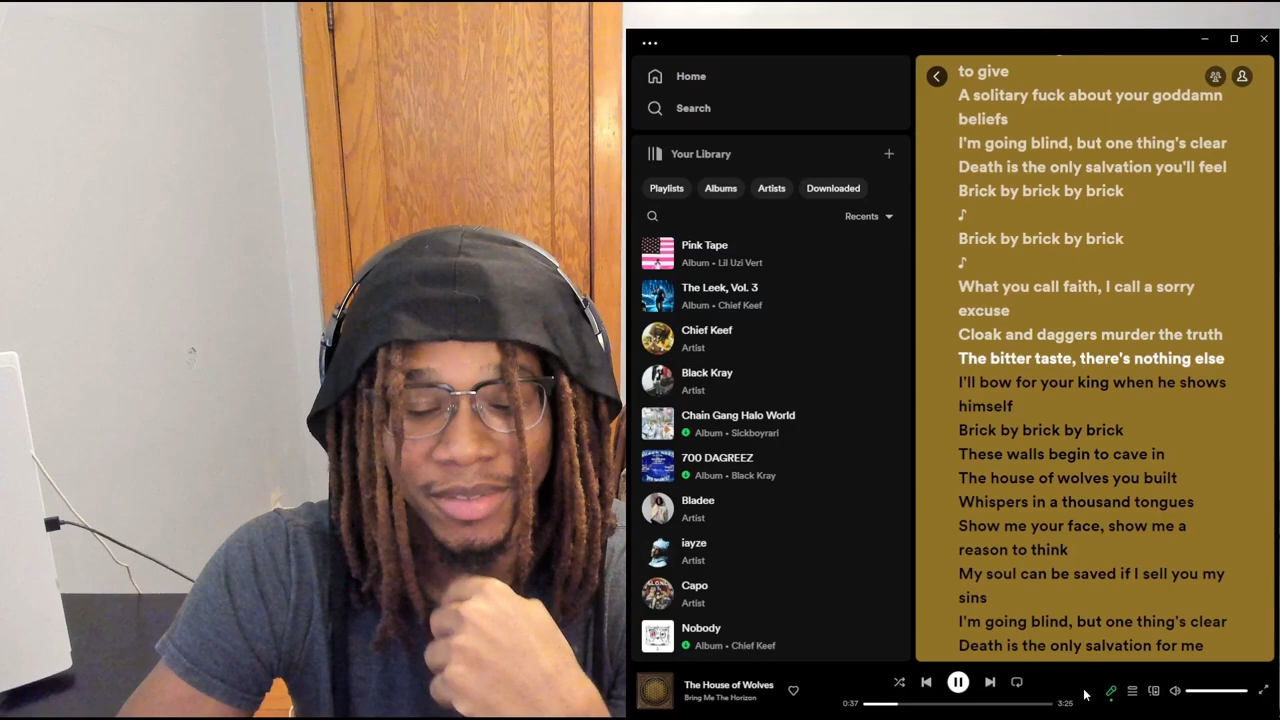 Home
Search
Your Library
Playlists
Albums
Artists
Downloaded
Recents
Pink Tape
Album • Lil Uzi Vert
The Leek, Vol. 3
Album • Chief Keef
Chief Keef
Artist
Black Kray
Artist
Chain Gang Halo World
Album • Sickboyrari
700 DAGREEZ
Album • Black Kray
Bladee
Artist
iayze
Artist
Capo
Artist
Nobody
Album • Chief Keef
to give
A solitary fuck about your goddamn
beliefs
I'm going blind, but one thing's clear
Death is the only salvation you'll feel
Brick by brick by brick
♪
Brick by brick by brick
♪
What you call faith, I call a sorry
excuse
Cloak and daggers murder the truth
The bitter taste, there's nothing else
I'll bow for your king when he shows
himself
Brick by brick by brick
These walls begin to cave in
The house of wolves you built
Whispers in a thousand tongues
Show me your face, show me a
reason to think
My soul can be saved if I sell you my
sins
I'm going blind, but one thing's clear
Death is the only salvation for me
The House of Wolves
Bring Me The Horizon
0:37
3:25